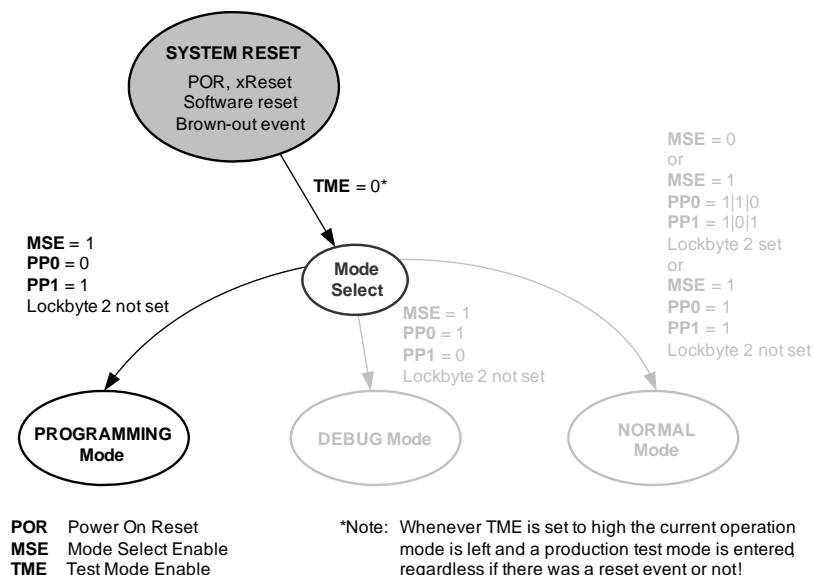 SYSTEM RESET
POR, xReset
Software reset
Brown-out event
TME = 0*
MSE = 1
PP0 = 0
PP1 = 1
Lockbyte 2 not set
Mode
Select
MSE = 1
PP0 = 1
PP1 = 0
Lockbyte 2 not set
MSE = 0
or
MSE = 1
PP0 = 1|1|0
PP1 = 1|0|1
Lockbyte 2 set
or
MSE = 1
PP0 = 1
PP1 = 1
Lockbyte 2 not set
PROGRAMMING
Mode
DEBUG Mode
NORMAL
Mode
POR Power On Reset
MSE Mode Select Enable
TME Test Mode Enable
*Note: Whenever TME is set to high the current operation
mode is left and a production test mode is entered,
regardless if there was a reset event or not!